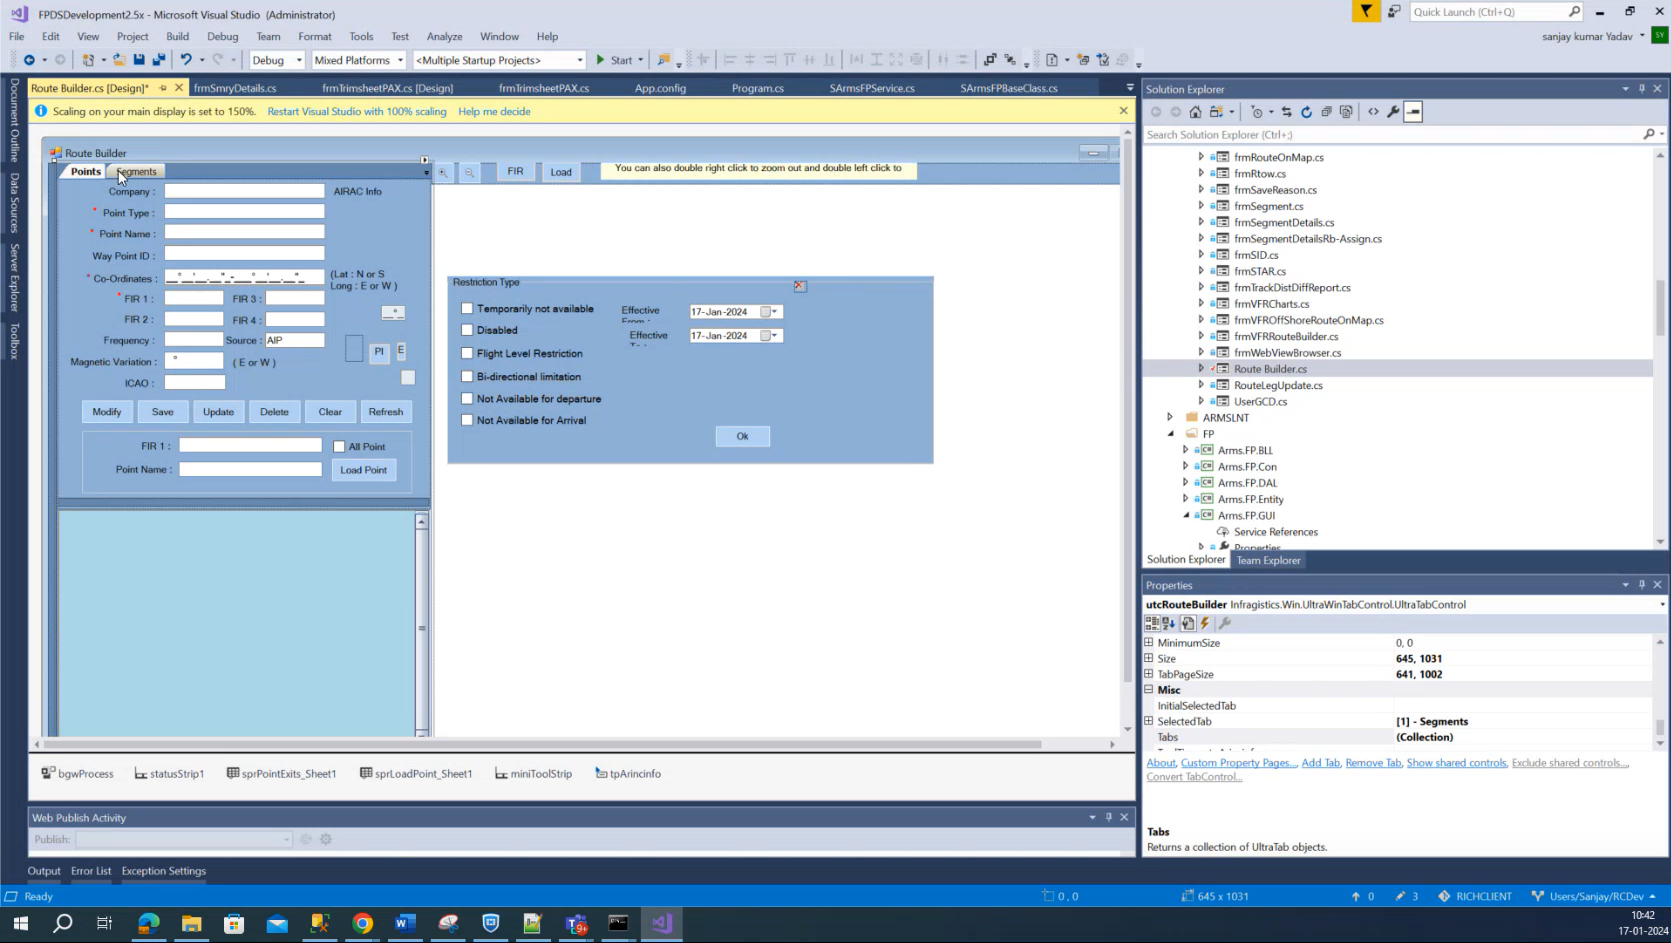 FPDSDevelopment2.5x - Microsoft Visual Studio (Administrator)
Quick Launch (Ctrl+Q)
File Edit View Project Build Debug Team Format Tools Test Analyze Window Help
sanjay kumar Yadav
SY
Debug Mixed Platforms <Multiple Startup Projects> Start
Route Builder.cs [Design]* frmSmryDetails.cs frmTrimsheetPAX.cs [Design] frmTrimsheetPAX.cs App.config Program.cs SArmsFPService.cs SArmsFPBaseClass.cs
Scaling on your main display is set to 150%. Restart Visual Studio with 100% scaling Help me decide
Document Outline
Data Sources
Server Explorer
Toolbox
Route Builder
Points Segments
FIR Load You can also double right click to zoom out and double left click to
Company : AIRAC Info
* Point Type :
* Point Name :
Way Point ID :
* Co-Ordinates : (Lat : N or S
Long : E or W )
* FIR 1 : FIR 3 :
FIR 2 : FIR 4 :
Frequency : Source : AIP
PI E
Magnetic Variation : ° ( E or W )
ICAO :
Modify Save Update Delete Clear Refresh
FIR 1 : All Point
Point Name : Load Point
Restriction Type
Temporarily not available Effective 17-Jan-2024
Disabled Effective 17-Jan-2024
Flight Level Restriction
Bi-directional limitation
Not Available for departure
Not Available for Arrival
Ok
bgwProcess statusStrip1 sprPointExits_Sheet1 sprLoadPoint_Sheet1 miniToolStrip tpArincinfo
Web Publish Activity
Publish:
Output Error List Exception Settings
Solution Explorer
Search Solution Explorer (Ctrl+;)
frmRouteOnMap.cs
frmRtow.cs
frmSaveReason.cs
frmSegment.cs
frmSegmentDetails.cs
frmSegmentDetailsRb-Assign.cs
frmSID.cs
frmSTAR.cs
frmTrackDistDiffReport.cs
frmVFRCharts.cs
frmVFROffShoreRouteOnMap.cs
frmVFRRouteBuilder.cs
frmWebViewBrowser.cs
Route Builder.cs
RouteLegUpdate.cs
UserGCD.cs
ARMSLNT
FP
Arms.FP.BLL
Arms.FP.Con
Arms.FP.DAL
Arms.FP.Entity
Arms.FP.GUI
Service References
Properties
Solution Explorer Team Explorer
Properties
utcRouteBuilder Infragistics.Win.UltraWinTabControl.UltraTabControl
MinimumSize 0, 0
Size 645, 1031
TabPageSize 641, 1002
Misc
InitialSelectedTab
SelectedTab [1] - Segments
Tabs (Collection)
About, Custom Property Pages..., Add Tab, Remove Tab, Show shared controls..., Exclude shared controls...,
Convert TabControl...
Tabs
Returns a collection of UltraTab objects.
Ready 0 , 0 645 x 1031 0 3 RICHCLIENT Users/Sanjay/RCDev
9+
10:42
17-01-2024